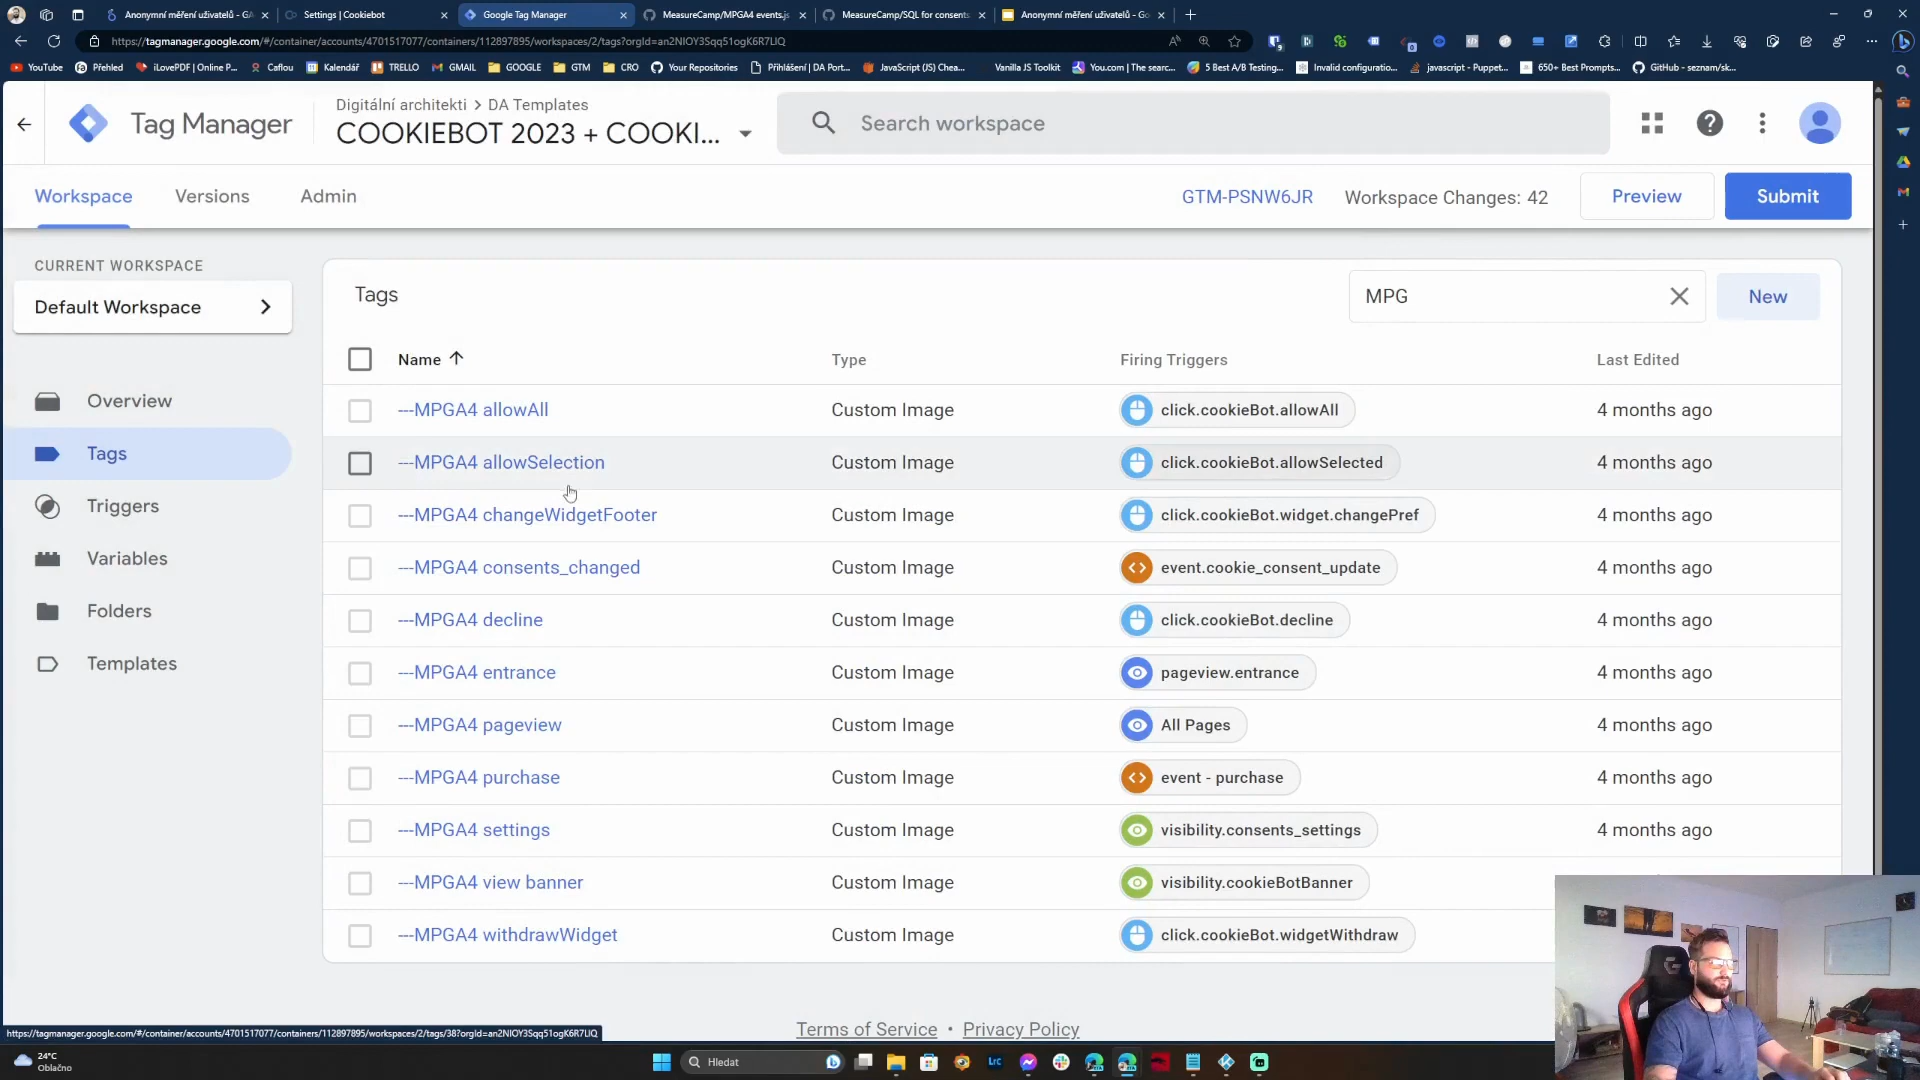 Anonymní měření uživatelů - GA
Settings | Cookiebot
Google Tag Manager
MeasureCamp/MPGA4 events.js
MeasureCamp/SQL for consents
Anonymní měření uživatelů - Go
https://tagmanager.google.com/#/container/accounts/4701517077/containers/112897895/workspaces/2/tags?orgId=an2NIOY3Sqq51ogK6R7LIQ
YouTube
Přehled
iLovePDF | Online P...
Caflou
Kalendář
TRELLO
GMAIL
GOOGLE
GTM
CRO
Your Repositories
Přihlášení | DA Port...
JavaScript (JS) Chea...
Vanilla JS Toolkit
You.com | The searc...
5 Best A/B Testing...
Invalid configuratio...
javascript - Puppet...
650+ Best Prompts...
GitHub - seznam/sk...
Tag Manager
Digitální architekti > DA Templates
COOKIEBOT 2023 + COOKI...
Search workspace
Workspace
Versions
Admin
GTM-PSNW6JR
Workspace Changes: 42
Preview
Submit
CURRENT WORKSPACE
Default Workspace
Overview
Tags
Triggers
Variables
Folders
Templates
Tags
MPG
New
Name Type Firing Triggers Last Edited
---MPGA4 allowAll Custom Image click.cookieBot.allowAll 4 months ago
---MPGA4 allowSelection Custom Image click.cookieBot.allowSelected 4 months ago
---MPGA4 changeWidgetFooter Custom Image click.cookieBot.widget.changePref 4 months ago
---MPGA4 consents_changed Custom Image event.cookie_consent_update 4 months ago
---MPGA4 decline Custom Image click.cookieBot.decline 4 months ago
---MPGA4 entrance Custom Image pageview.entrance 4 months ago
---MPGA4 pageview Custom Image All Pages 4 months ago
---MPGA4 purchase Custom Image event - purchase 4 months ago
---MPGA4 settings Custom Image visibility.consents_settings 4 months ago
---MPGA4 view banner Custom Image visibility.cookieBotBanner
---MPGA4 withdrawWidget Custom Image click.cookieBot.widgetWithdraw
Terms of Service • Privacy Policy
https://tagmanager.google.com/#/container/accounts/4701517077/containers/112897895/workspaces/2/tags/38?orgId=an2NIOY3Sqq51ogK6R7LIQ
24°C
Oblačno
Hledat
LrC